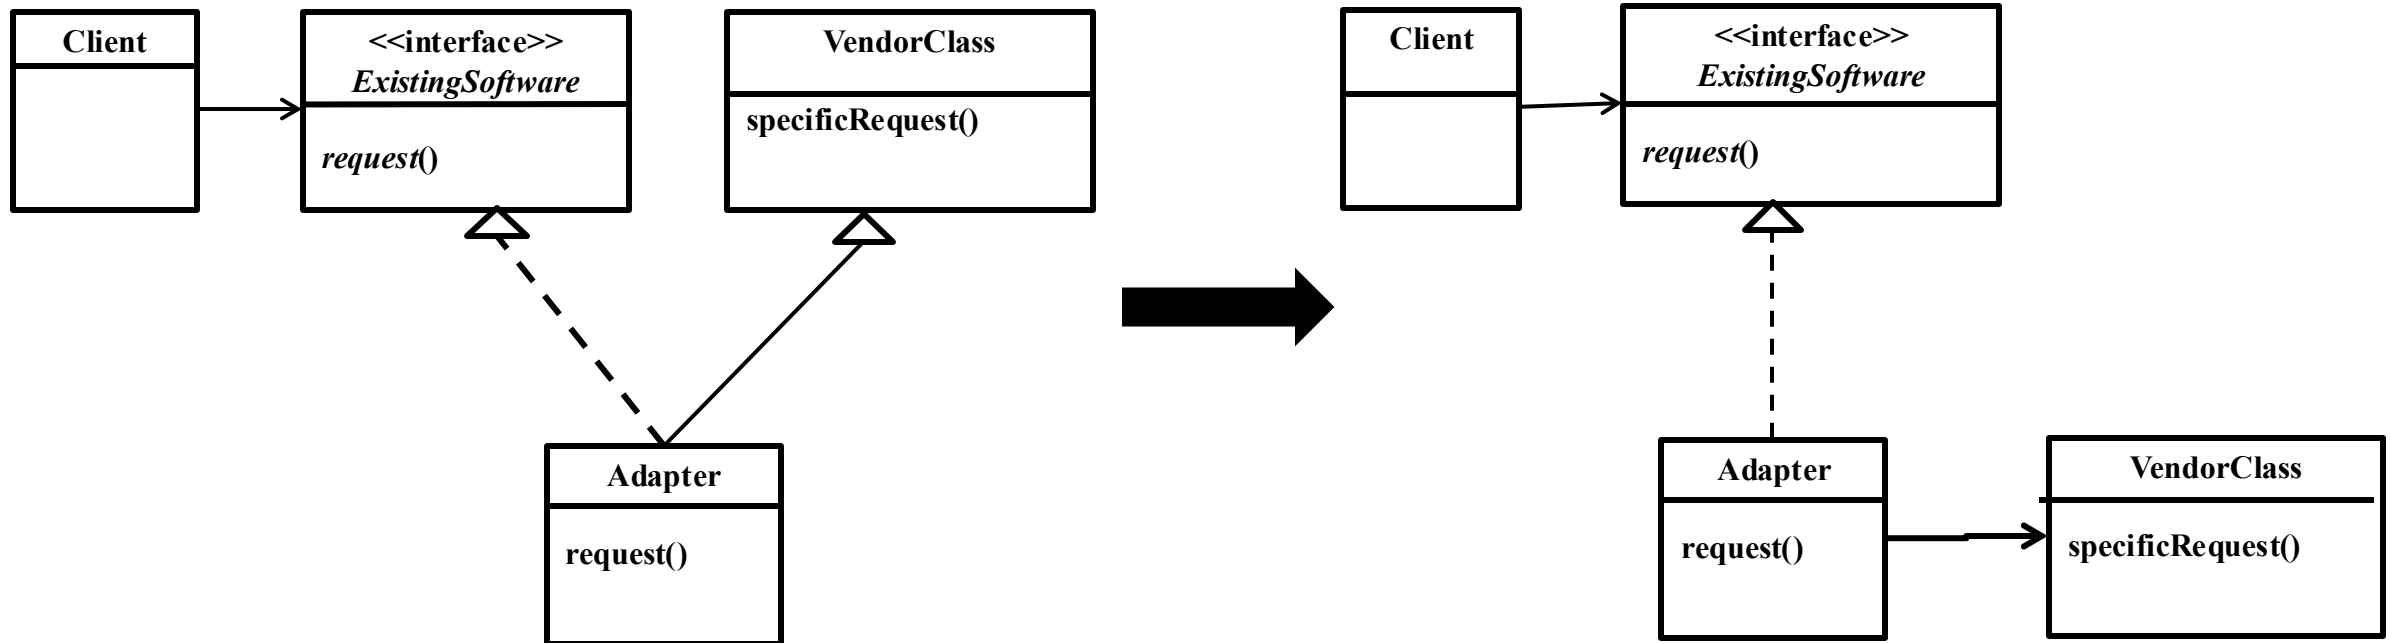 Client
<<interface>>
ExistingSoftware
request()
VendorClass
specificRequest()
Adapter
request()
Client
<<interface>>
ExistingSoftware
request()
Adapter
request()
VendorClass
specificRequest()